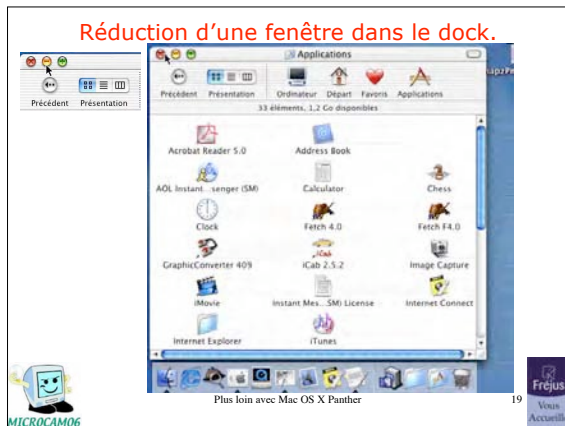 Réduction d'une fenêtre dans le dock.
Précédent Présentation
Applications
Précédent Présentation Ordinateur Départ Favoris Applications
33 éléments, 1,2 Go disponibles
Acrobat Reader 5.0 Address Book
AOL Instant...senger (SM) Calculator Chess
Clock Fetch 4.0 Fetch F4.0
GraphicConverter 409 iCab 2.5.2 Image Capture
iMovie Instant Mes...SM) License Internet Connect
Internet Explorer iTunes
Plus loin avec Mac OS X Panther
19
MICROCAM06
Fréjus
Vous
Accueille